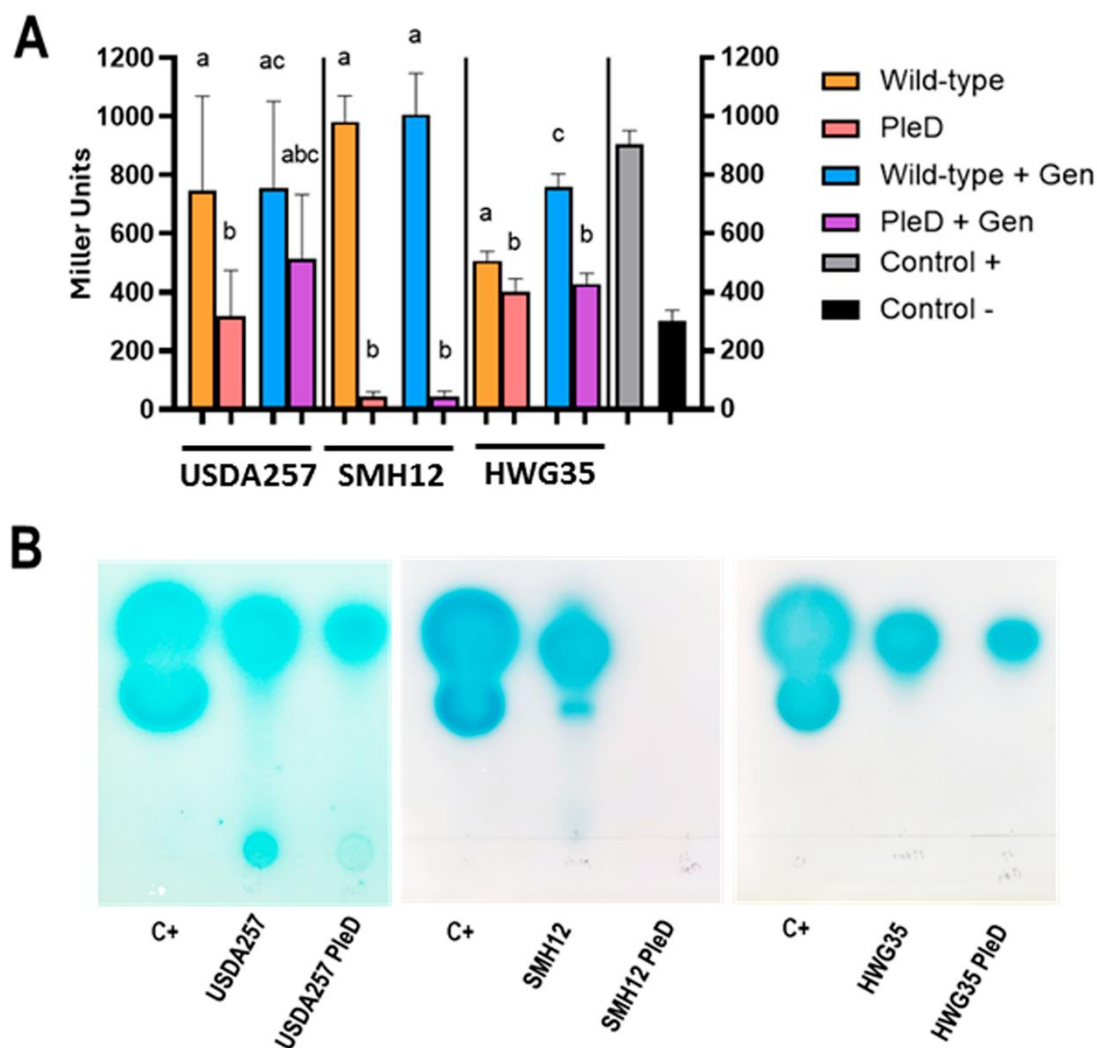 A
Miller Units
1200
1000
800
600
400
200
0
a
b
ac
abc
a
b
a
b
a
b
c
b
1200
1000
800
600
400
200
0
USDA257
SMH12
HWG35
Wild-type
PleD
Wild-type + Gen
PleD + Gen
Control +
Control -
B
C+
USDA257
USDA257 PleD
C+
SMH12
SMH12 PleD
C+
HWG35
HWG35 PleD